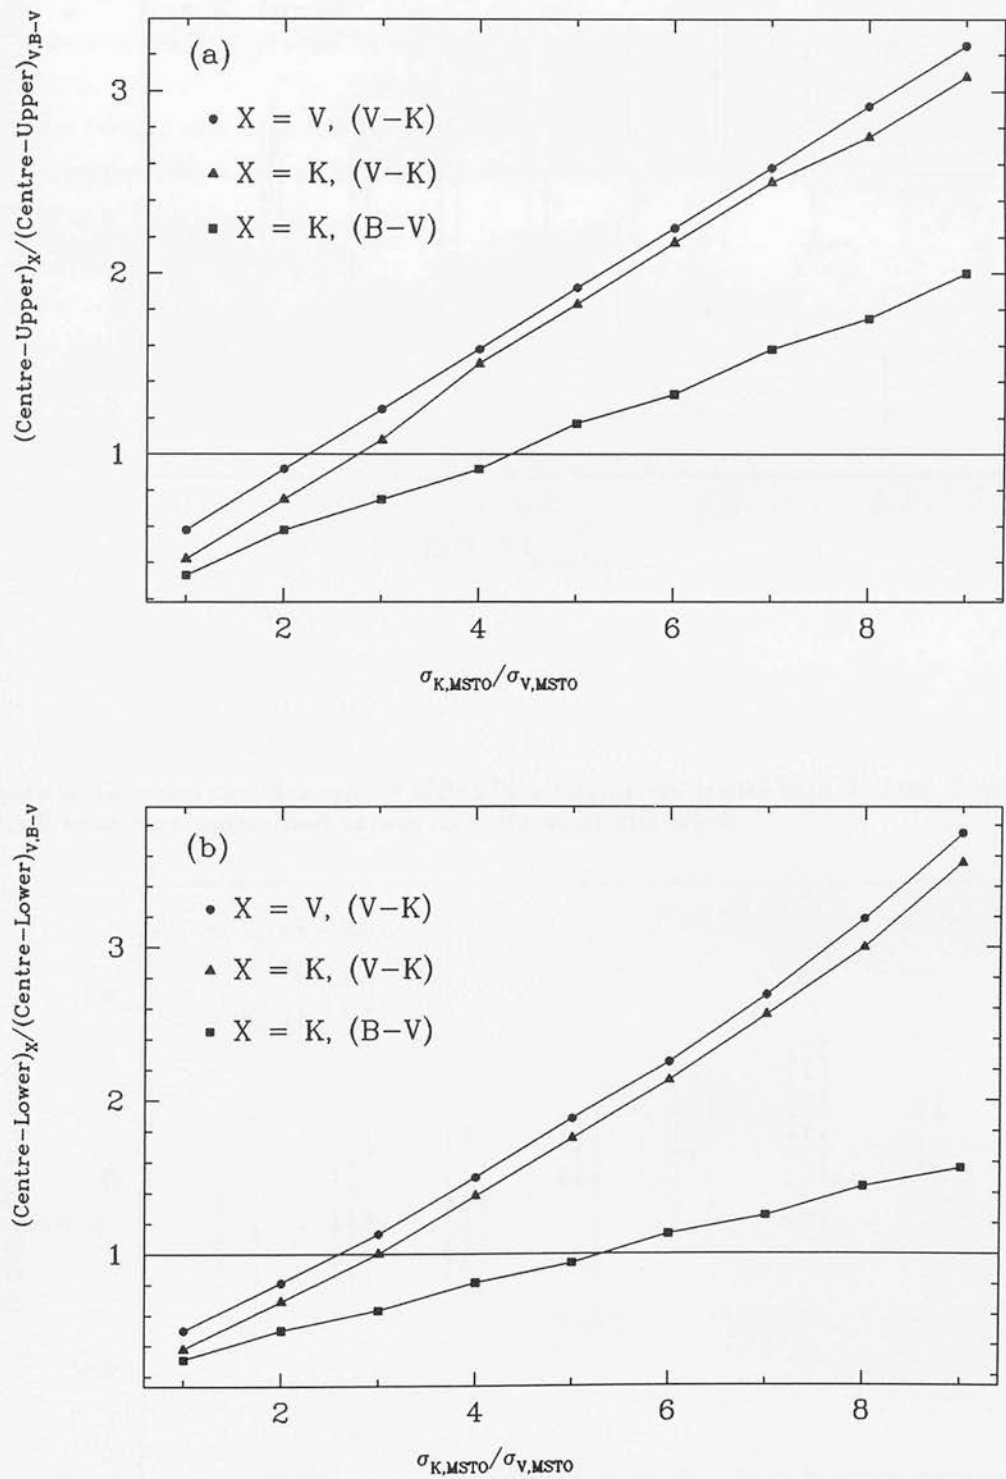 (a)
X = V, (V−K)
X = K, (V−K)
X = K, (B−V)
(Centre−Upper)X/(Centre−Upper)V,B−V
3
2
1
2 4 6 8
σK,MSTO/σV,MSTO
(b)
X = V, (V−K)
X = K, (V−K)
X = K, (B−V)
(Centre−Lower)X/(Centre−Lower)V,B−V
3
2
1
2 4 6 8
σK,MSTO/σV,MSTO